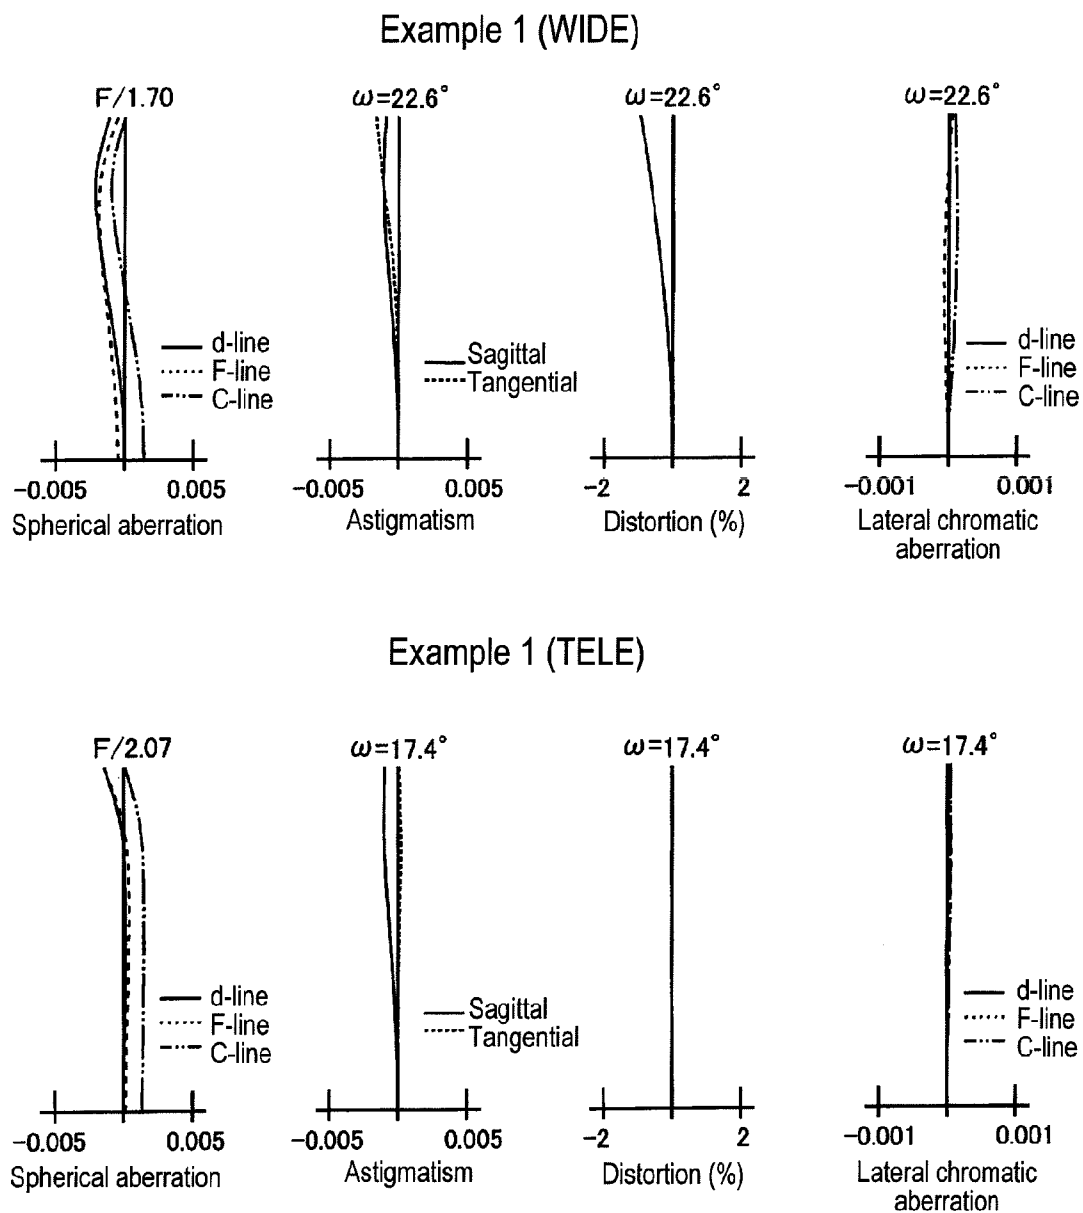 Example 1 (WIDE)
F/1.70
ω=22.6°
ω=22.6°
ω=22.6°
d-line
F-line
C-line
Sagittal
Tangential
d-line
F-line
C-line
−0.005 0.005
−0.005 0.005
−2 2
−0.001 0.001
Spherical aberration
Astigmatism
Distortion (%)
Lateral chromatic
aberration
Example 1 (TELE)
F/2.07
ω=17.4°
ω=17.4°
ω=17.4°
d-line
F-line
C-line
Sagittal
Tangential
d-line
F-line
C-line
−0.005 0.005
−0.005 0.005
−2 2
−0.001 0.001
Spherical aberration
Astigmatism
Distortion (%)
Lateral chromatic
aberration